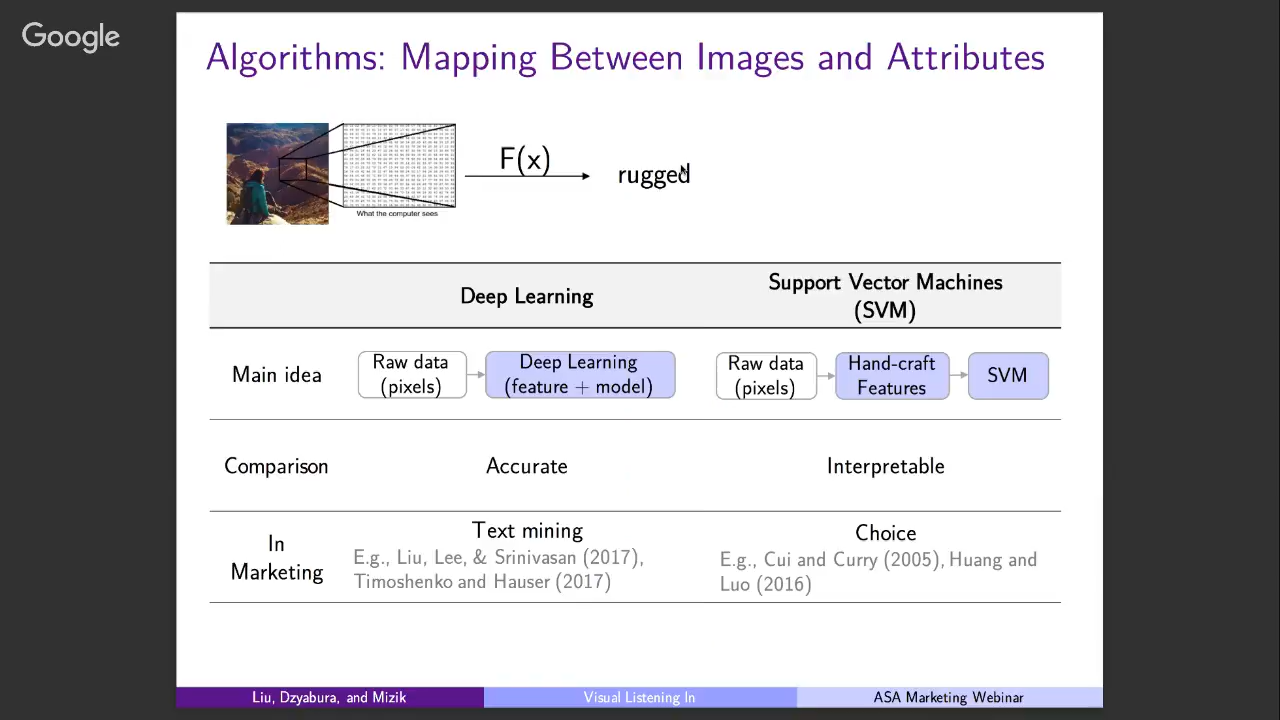 Google
Algorithms: Mapping Between Images and Attributes
What the computer sees
F(x)
rugged
Deep Learning
Support Vector Machines
(SVM)
Main idea
Raw data
(pixels)
Deep Learning
(feature + model)
Raw data
(pixels)
Hand-craft
Features
SVM
Comparison
Accurate
Interpretable
In
Marketing
Text mining
E.g., Liu, Lee, & Srinivasan (2017),
Timoshenko and Hauser (2017)
Choice
E.g., Cui and Curry (2005), Huang and
Luo (2016)
Liu, Dzyabura, and Mizik
Visual Listening In
ASA Marketing Webinar